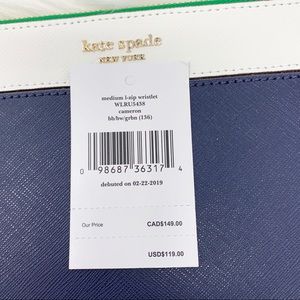 kate spade
NEW YORK
medium l-zip wristlet
WLRU5438
cameron
bb/bw/grbn (136)
0 98687 36317 4
debuted on 02-22-2019
Our Price CAD$149.00
USD$119.00